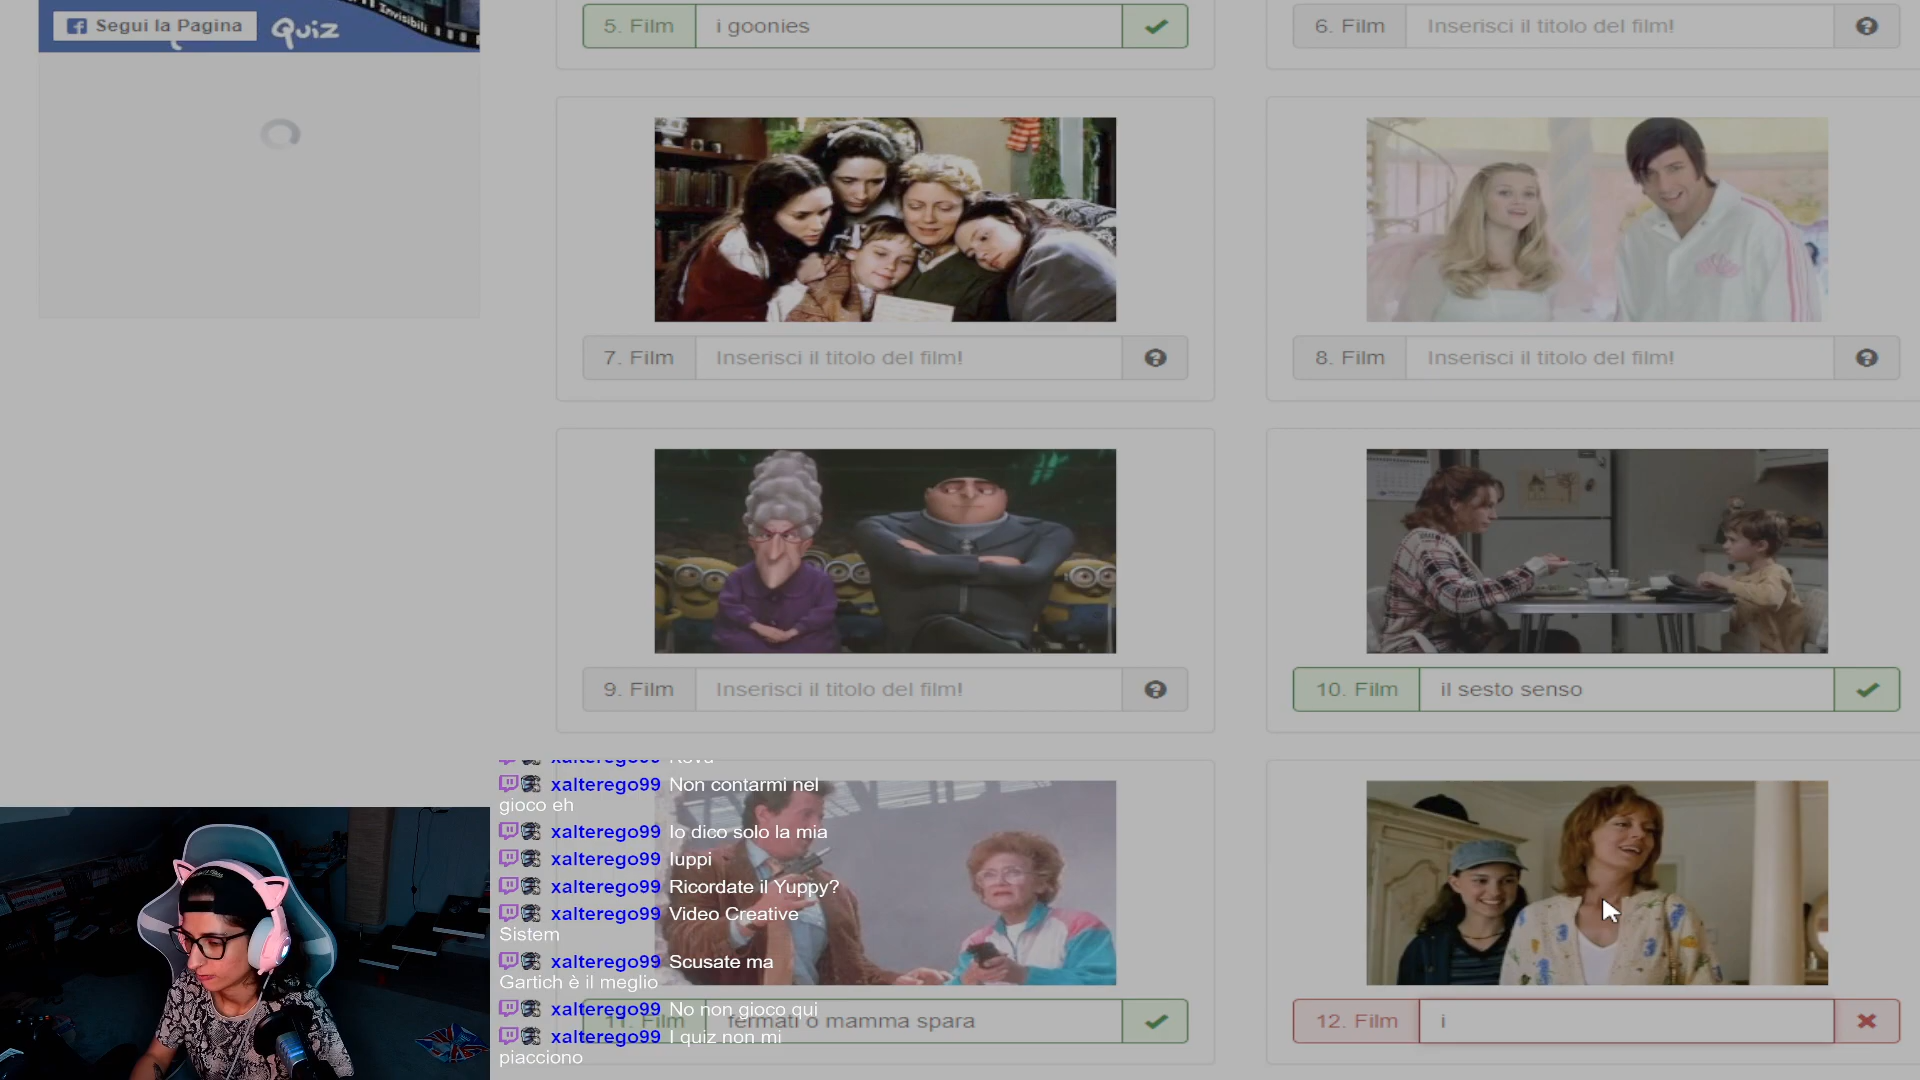 Segui la Pagina
Quiz
Invisibili
5. Film
i goonies
6. Film
Inserisci il titolo del film!
7. Film
Inserisci il titolo del film!
8. Film
Inserisci il titolo del film!
9. Film
Inserisci il titolo del film!
10. Film
il sesto senso
xalterego99
xalterego99 Non contarmi nel
gioco eh
xalterego99 Io dico solo la mia
xalterego99 Iuppi
xalterego99 Ricordate il Yuppy?
xalterego99 Video Creative
Sistem
xalterego99 Scusate ma
Gartich è il meglio
xalterego99 No non gioco qui
xalterego99 I quiz non mi
piacciono
11. Film
fermati o mamma spara
12. Film
i